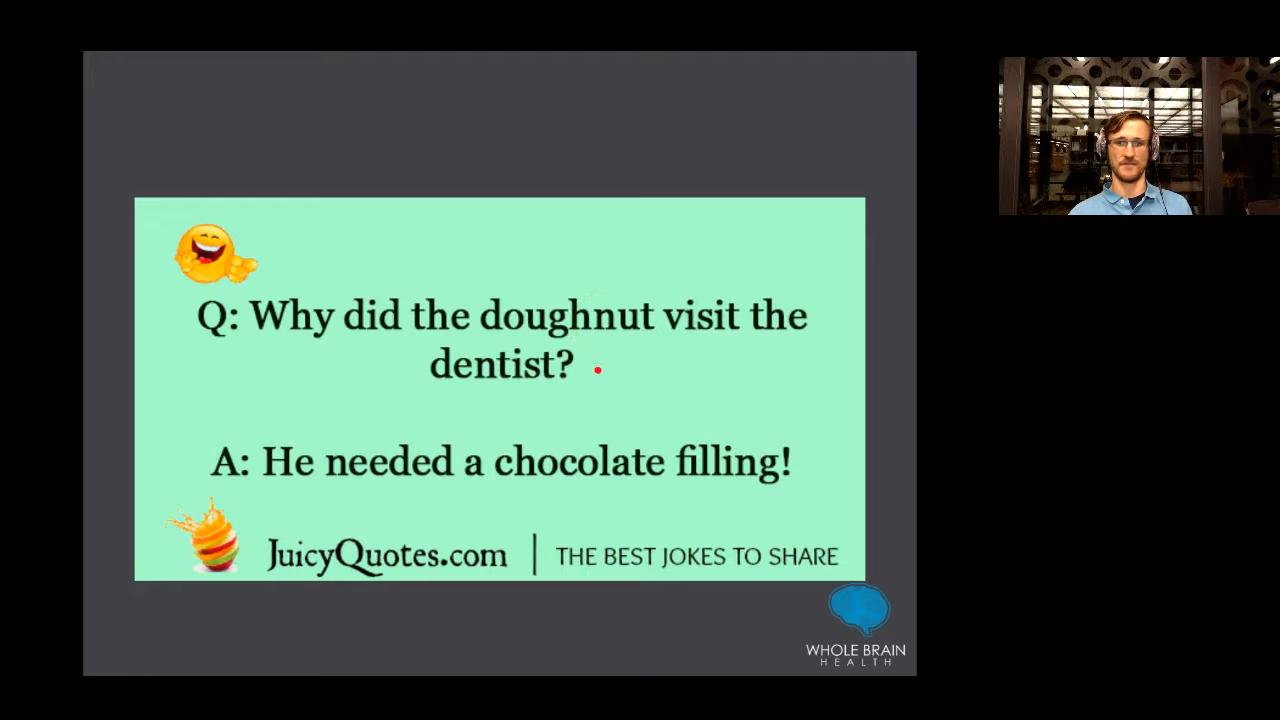 Q: Why did the doughnut visit the
dentist?
A: He needed a chocolate filling!
JuicyQuotes.com | THE BEST JOKES TO SHARE
WHOLE BRAIN
HEALTH